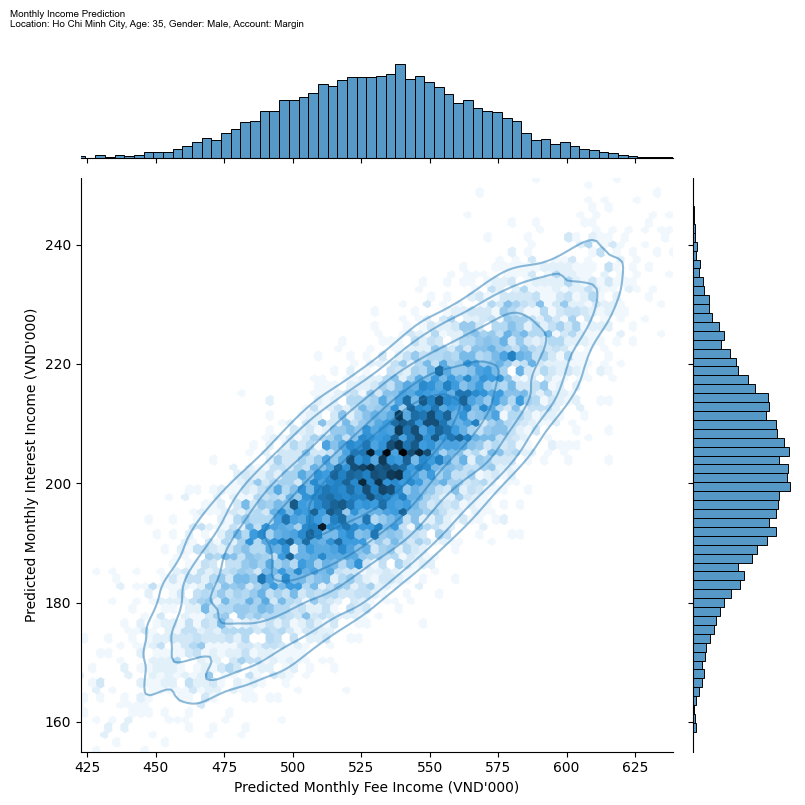 Monthly Income Prediction
Location: Ho Chi Minh City, Age: 35, Gender: Male, Account: Margin
240
220
200
180
160
Predicted Monthly Interest Income (VND'000)
425 450 475 500 525 550 575 600 625
Predicted Monthly Fee Income (VND'000)